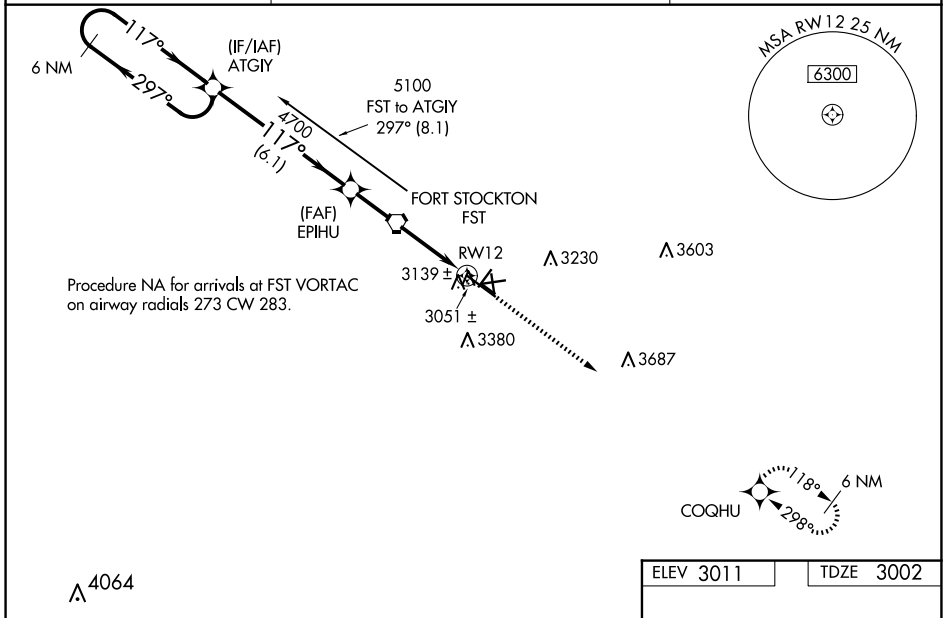 MSA RW12 25 NM
6300
117°
6 NM
297°
(IF/IAF)
ATGIY
5100
FST to ATGIY
297° (8.1)
4700
117°
(6.1)
(FAF)
EPIHU
FORT STOCKTON
FST
RW12
3139 ±
3051 ±
3230
3603
3380
3687
Procedure NA for arrivals at FST VORTAC
on airway radials 273 CW 283.
COQHU
118°
6 NM
298°
4064
ELEV 3011
TDZE 3002